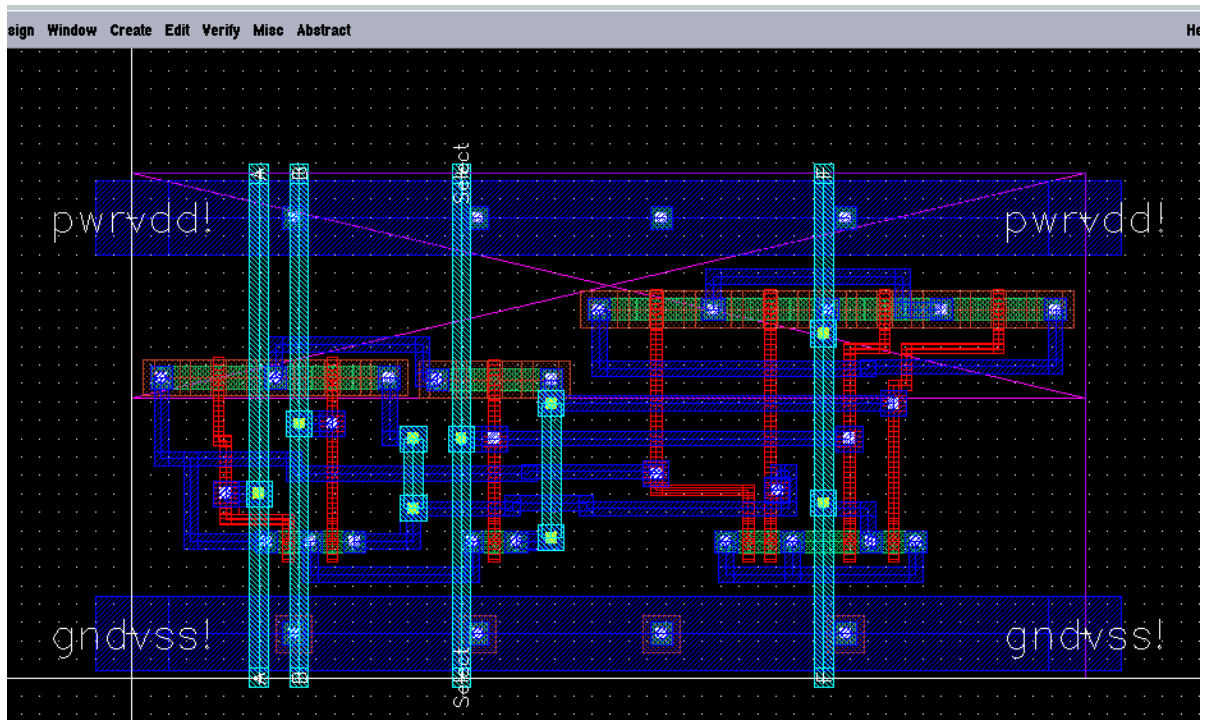 sign Window Create Edit Verify Misc Abstract He
Select
A B F
pwrvdd! pwrvdd!
gndvss! gndvss!
A B F
Select